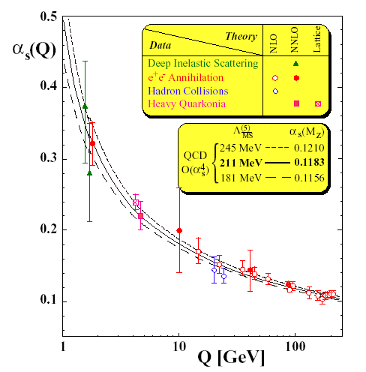 0.5
αs(Q)
Theory
Data
NLO
NNLO
Lattice
Deep Inelastic Scattering
e+e- Annihilation
Hadron Collisions
Heavy Quarkonia
0.4
Λ(5)MS αs(MZ)
245 MeV 0.1210
QCD
211 MeV 0.1183
O(αs4)
181 MeV 0.1156
0.3
0.2
0.1
1 10 100
Q [GeV]